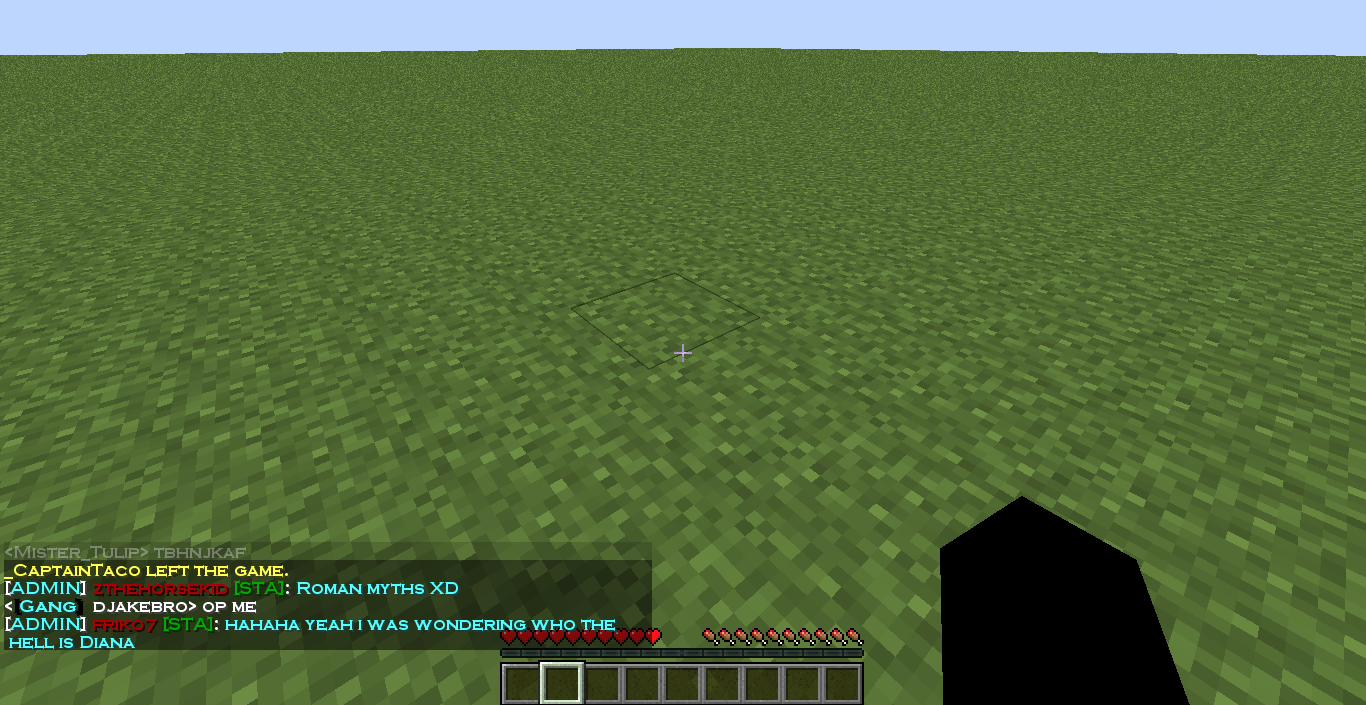 <Mister_Tulip> tbhnjkaf
_CaptainTaco left the game.
[ADMIN] zthehorsekid [STA]: Roman myths XD
<[Gang] djakebro> op me
[ADMIN] friko7 [STA]: hahaha yeah i was wondering who the
hell is Diana